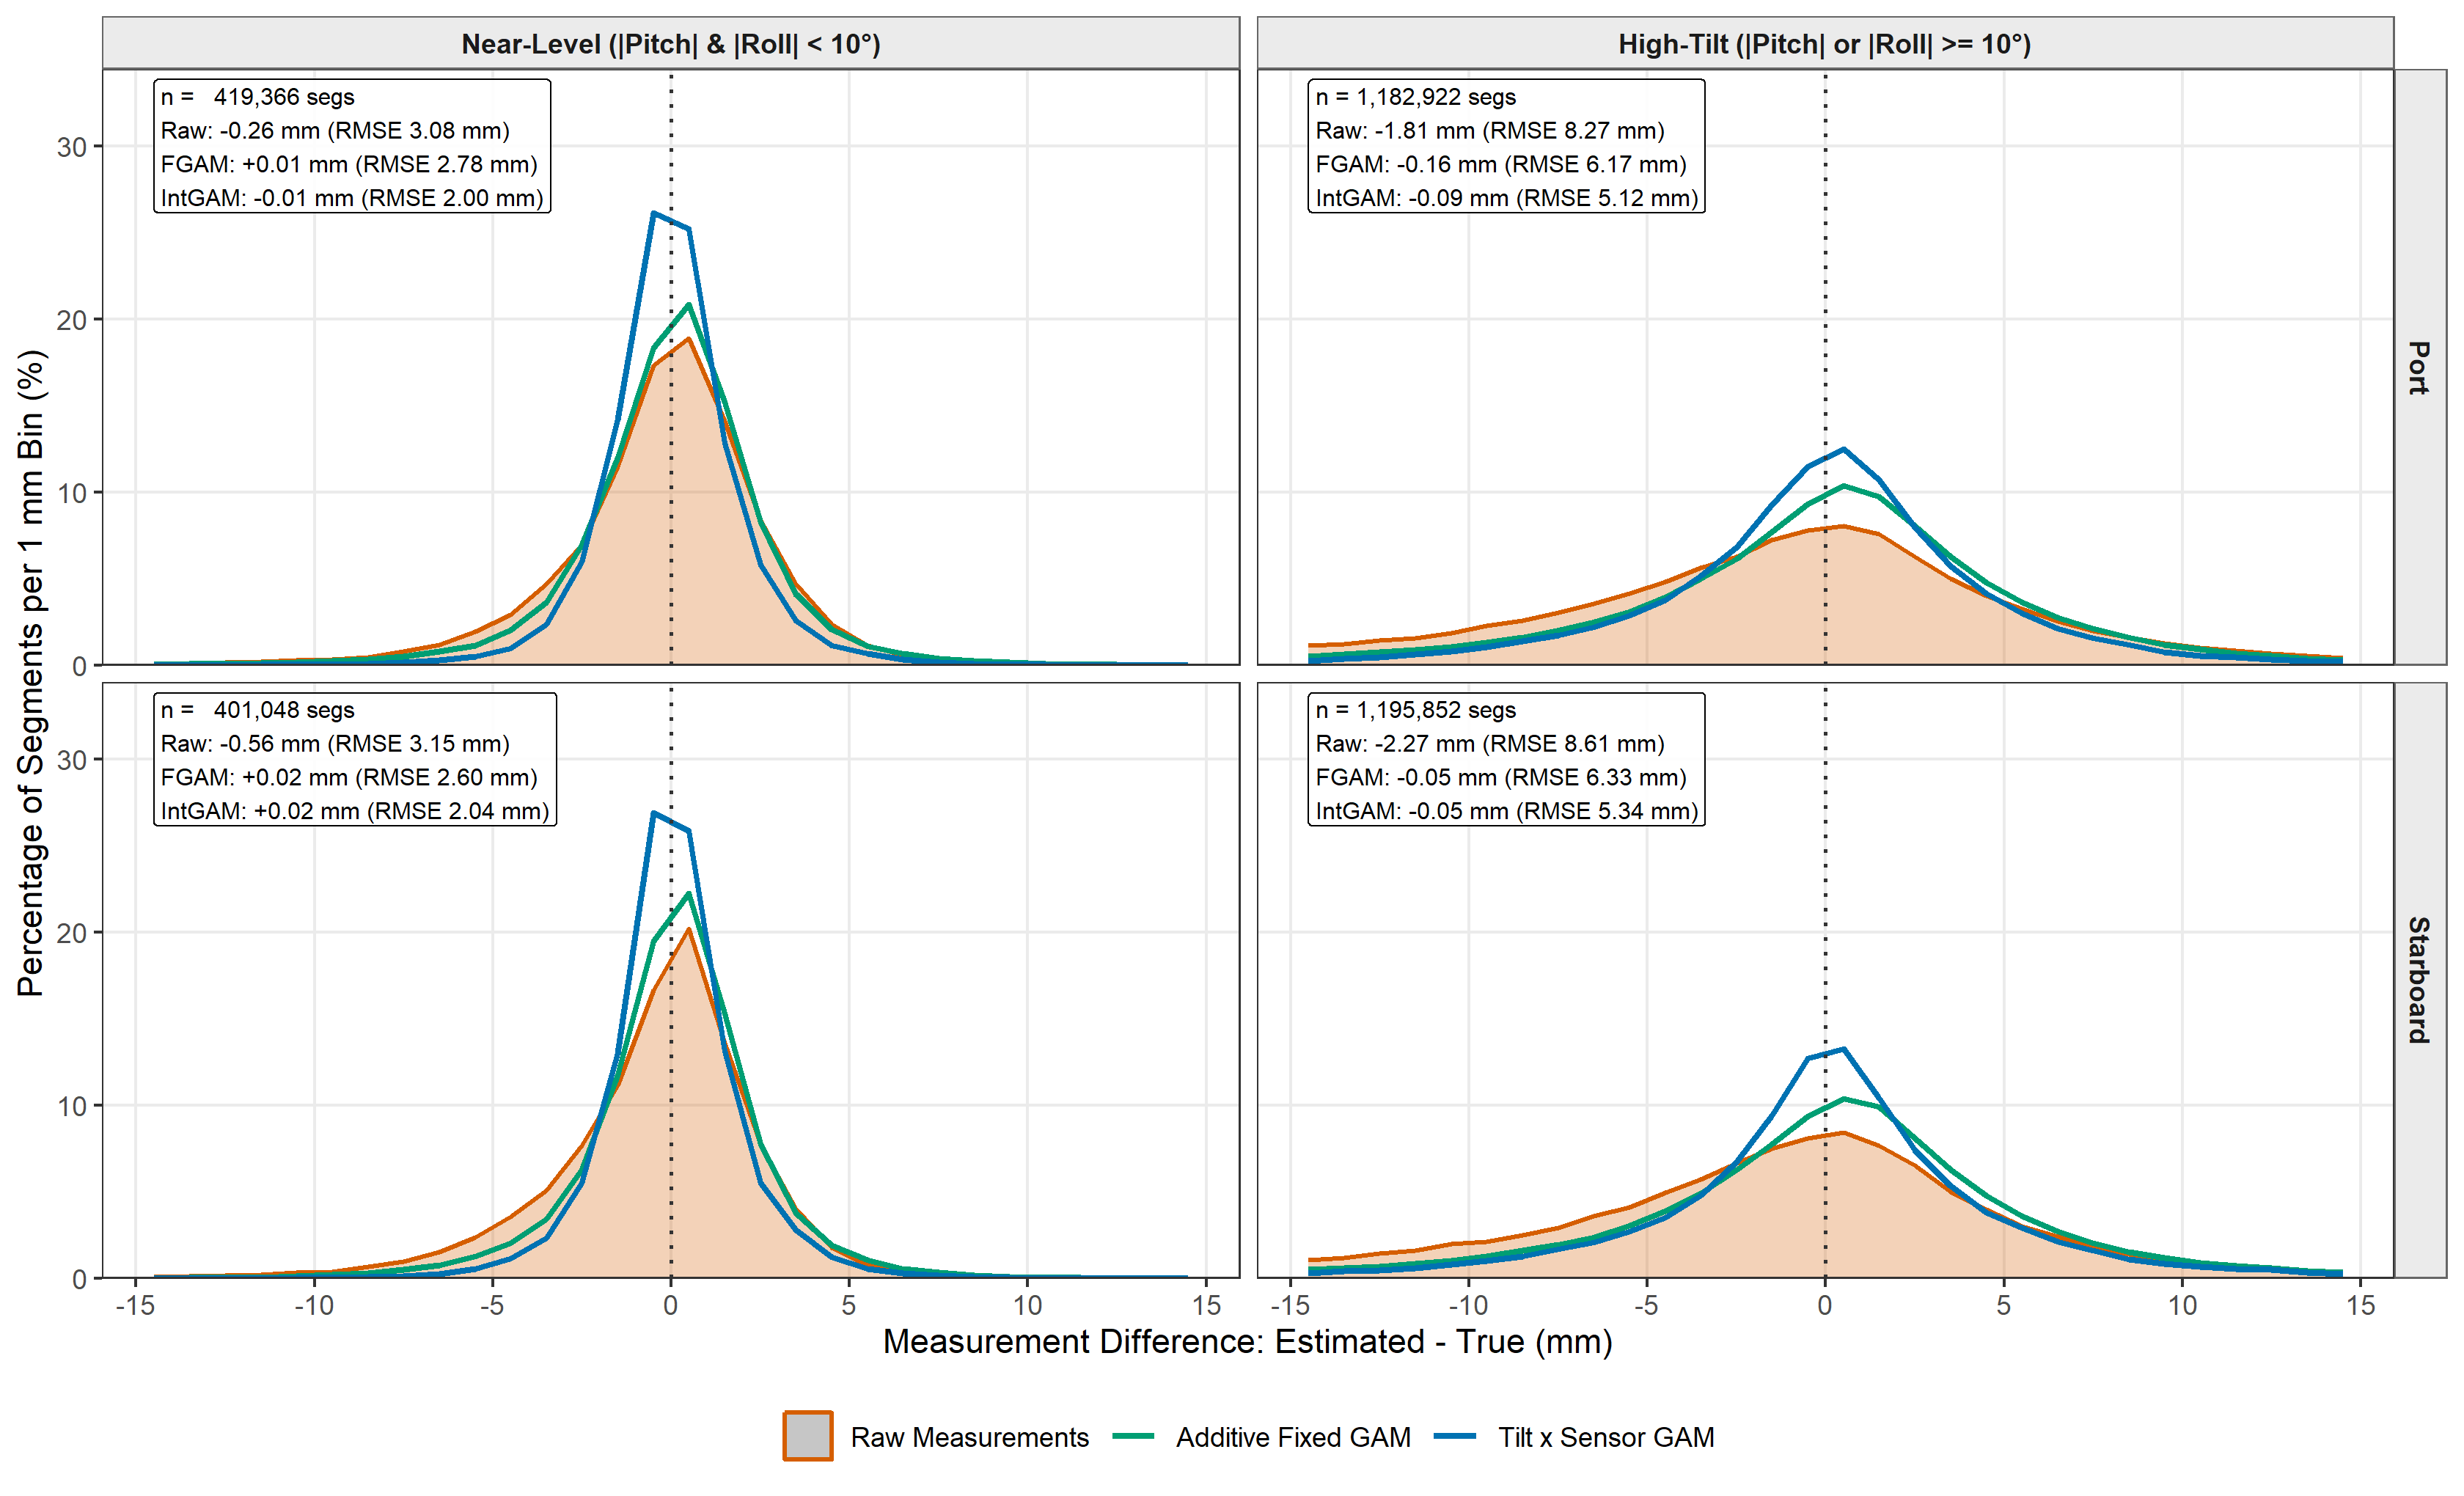 Near-Level (|Pitch| & |Roll| < 10°)
High-Tilt (|Pitch| or |Roll| >= 10°)
n =   419,366 segs
Raw: -0.26 mm (RMSE 3.08 mm)
FGAM: +0.01 mm (RMSE 2.78 mm)
IntGAM: -0.01 mm (RMSE 2.00 mm)
n = 1,182,922 segs
Raw: -1.81 mm (RMSE 8.27 mm)
FGAM: -0.16 mm (RMSE 6.17 mm)
IntGAM: -0.09 mm (RMSE 5.12 mm)
Port
30
20
10
0
n =   401,048 segs
Raw: -0.56 mm (RMSE 3.15 mm)
FGAM: +0.02 mm (RMSE 2.60 mm)
IntGAM: +0.02 mm (RMSE 2.04 mm)
n = 1,195,852 segs
Raw: -2.27 mm (RMSE 8.61 mm)
FGAM: -0.05 mm (RMSE 6.33 mm)
IntGAM: -0.05 mm (RMSE 5.34 mm)
Starboard
30
20
10
0
Percentage of Segments per 1 mm Bin (%)
-15 -10 -5 0 5 10 15
-15 -10 -5 0 5 10 15
Measurement Difference: Estimated - True (mm)
Raw Measurements
Additive Fixed GAM
Tilt x Sensor GAM